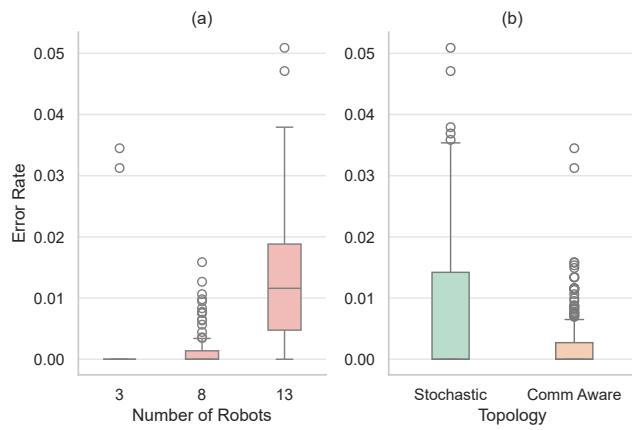 (a)
(b)
Error Rate
0.05
0.04
0.03
0.02
0.01
0.00
3 8 13
Number of Robots
0.05
0.04
0.03
0.02
0.01
0.00
Stochastic Comm Aware
Topology